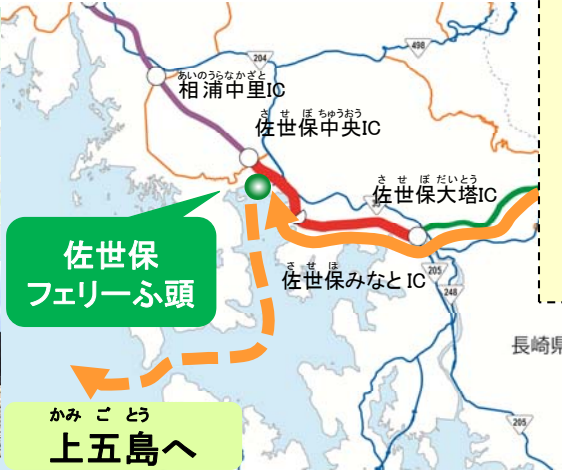 498
204
あいのうらなかざと
相浦中里IC
させぼちゅうおう
佐世保中央IC
させぼだいとう
佐世保大塔IC
佐世保
フェリーふ頭
させほ
佐世保みなとIC
205
248
長崎県
205
かみごとう
上五島へ